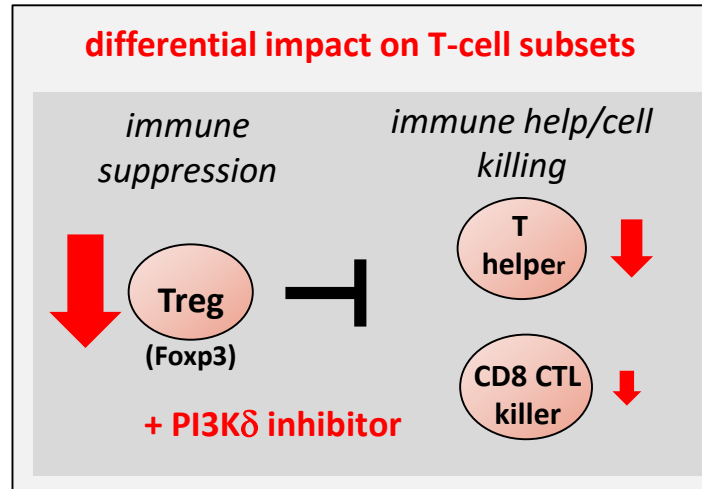 differential impact on T-cell subsets
immune
suppression
immune help/cell
killing
T
helper
Treg
(Foxp3)
CD8 CTL
killer
+ PI3Kδ inhibitor